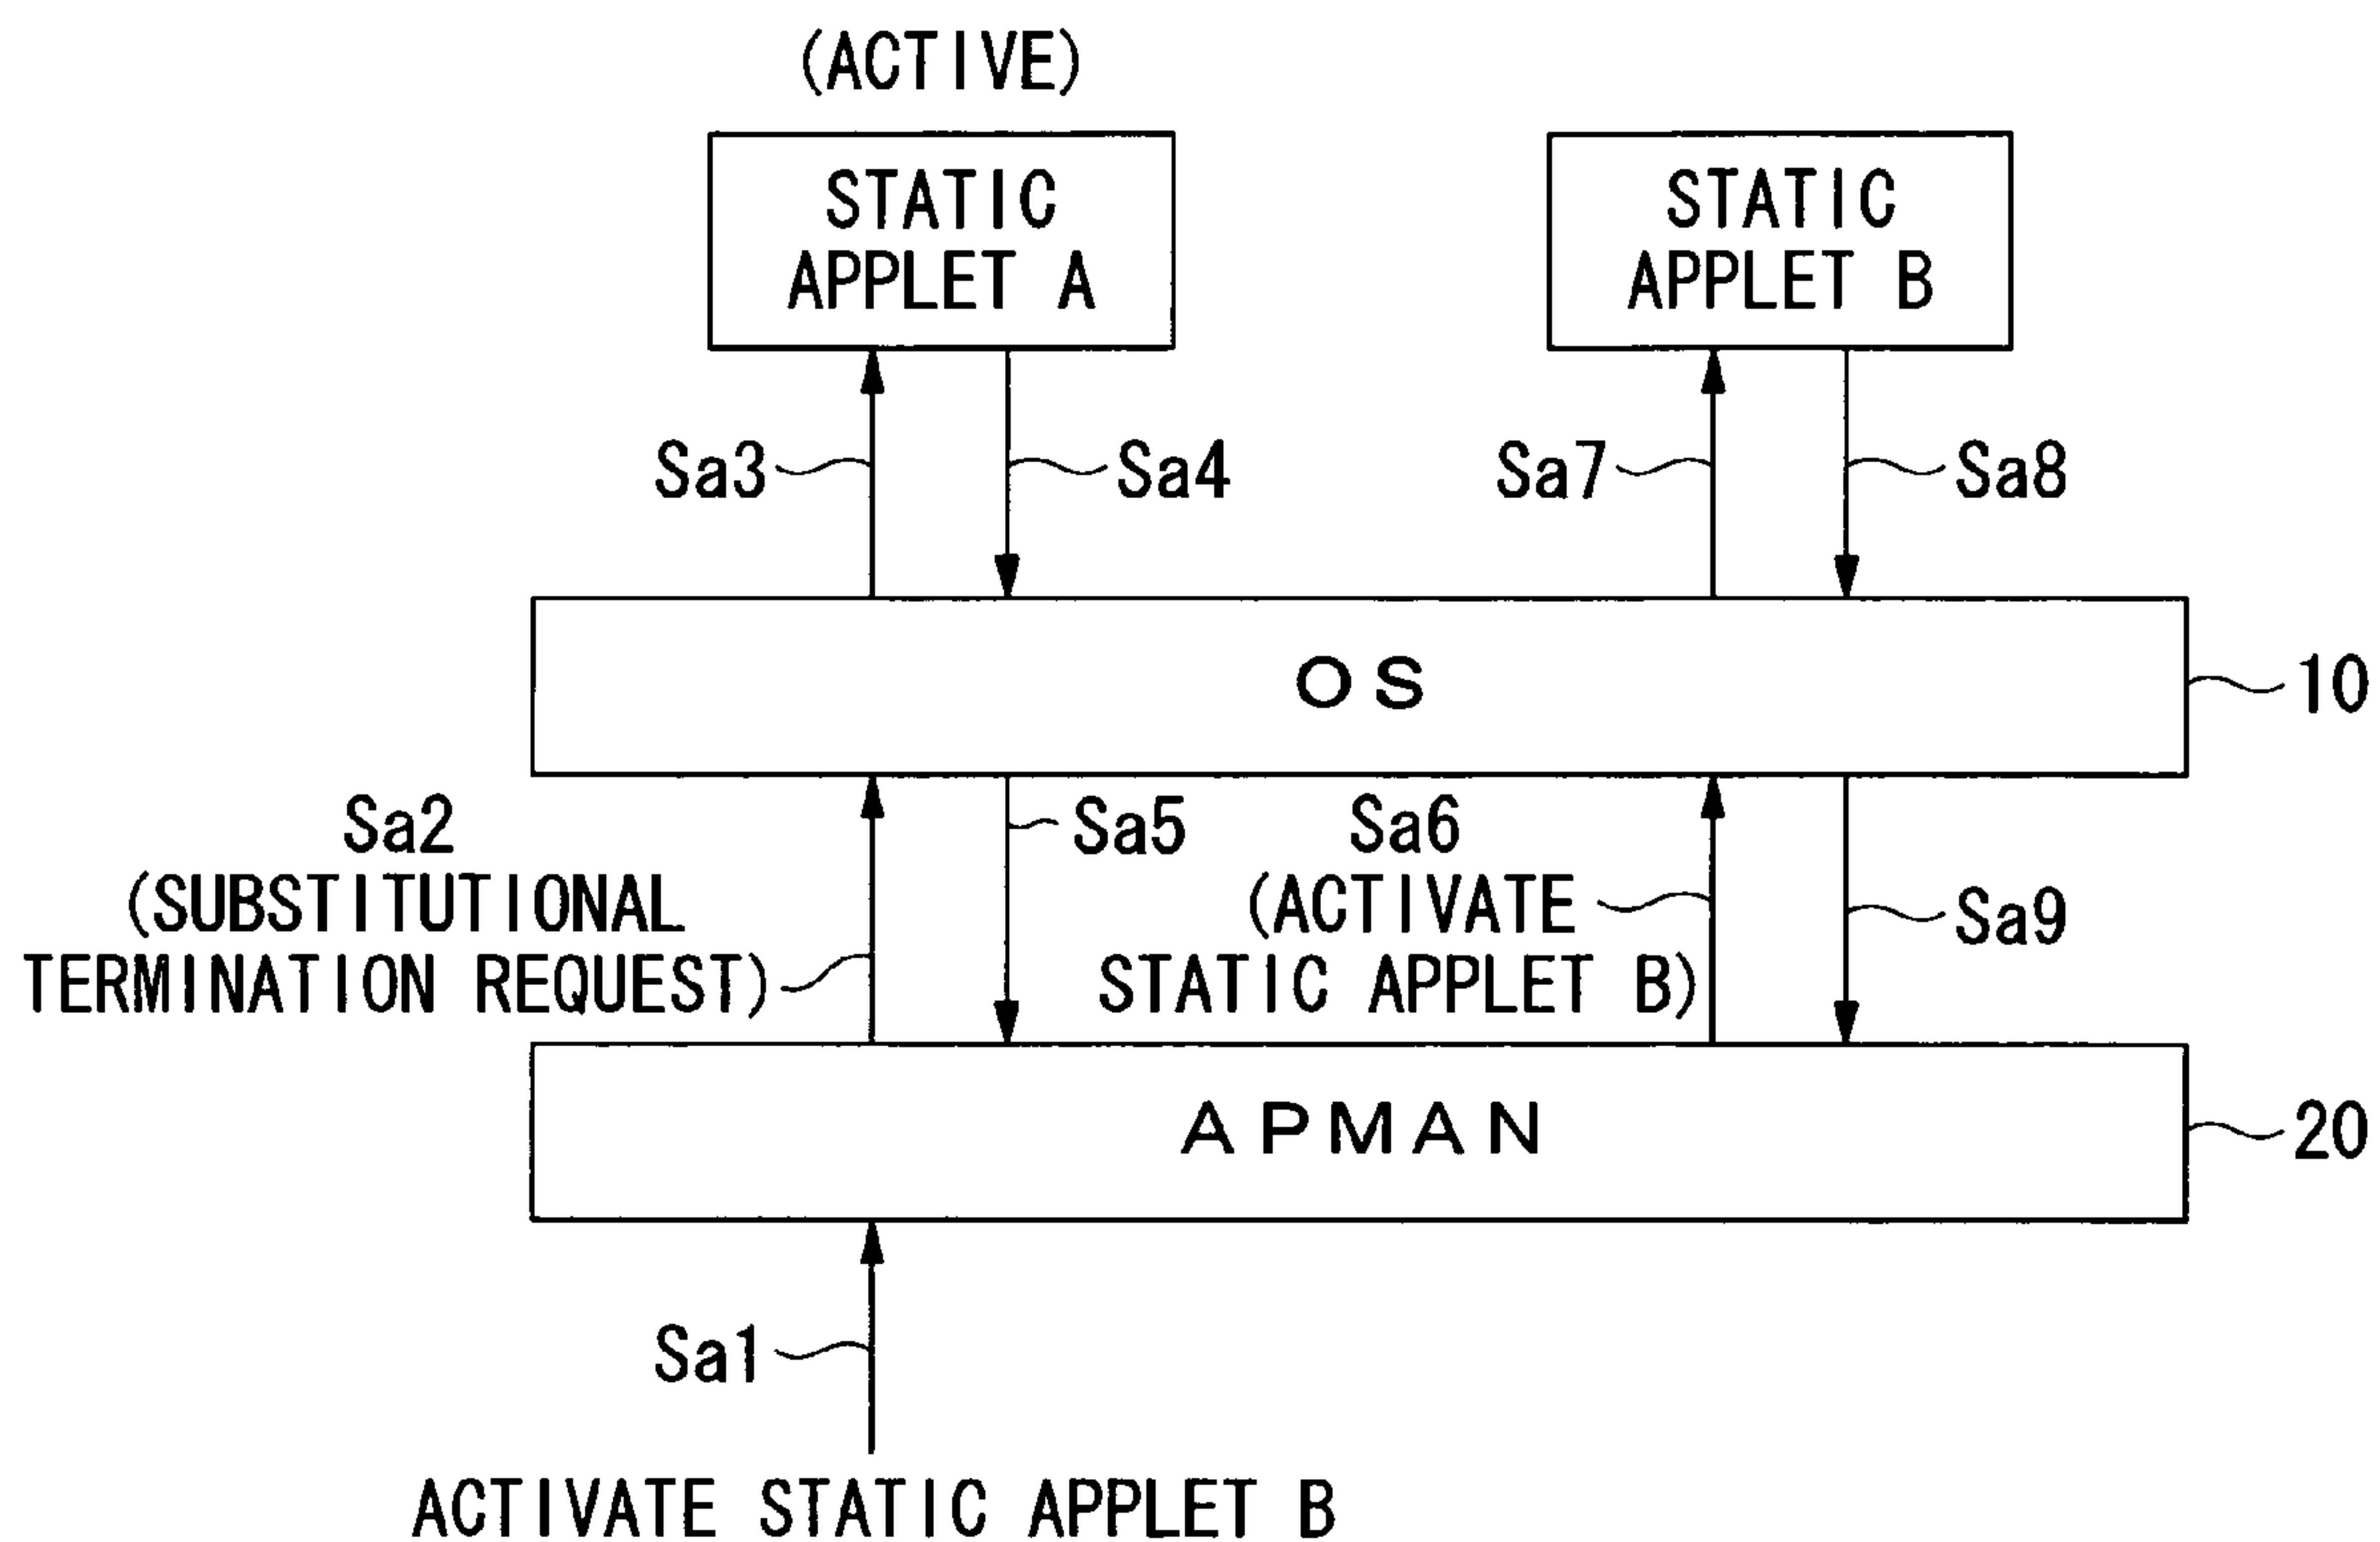 (ACTIVE)
STATIC
APPLET A
STATIC
APPLET B
Sa3
Sa4
Sa7
Sa8
OS
10
Sa2
(SUBSTITUTIONAL
TERMINATION REQUEST)
Sa5
Sa6
(ACTIVATE
STATIC APPLET B)
Sa9
APMAN
20
Sa1
ACTIVATE STATIC APPLET B